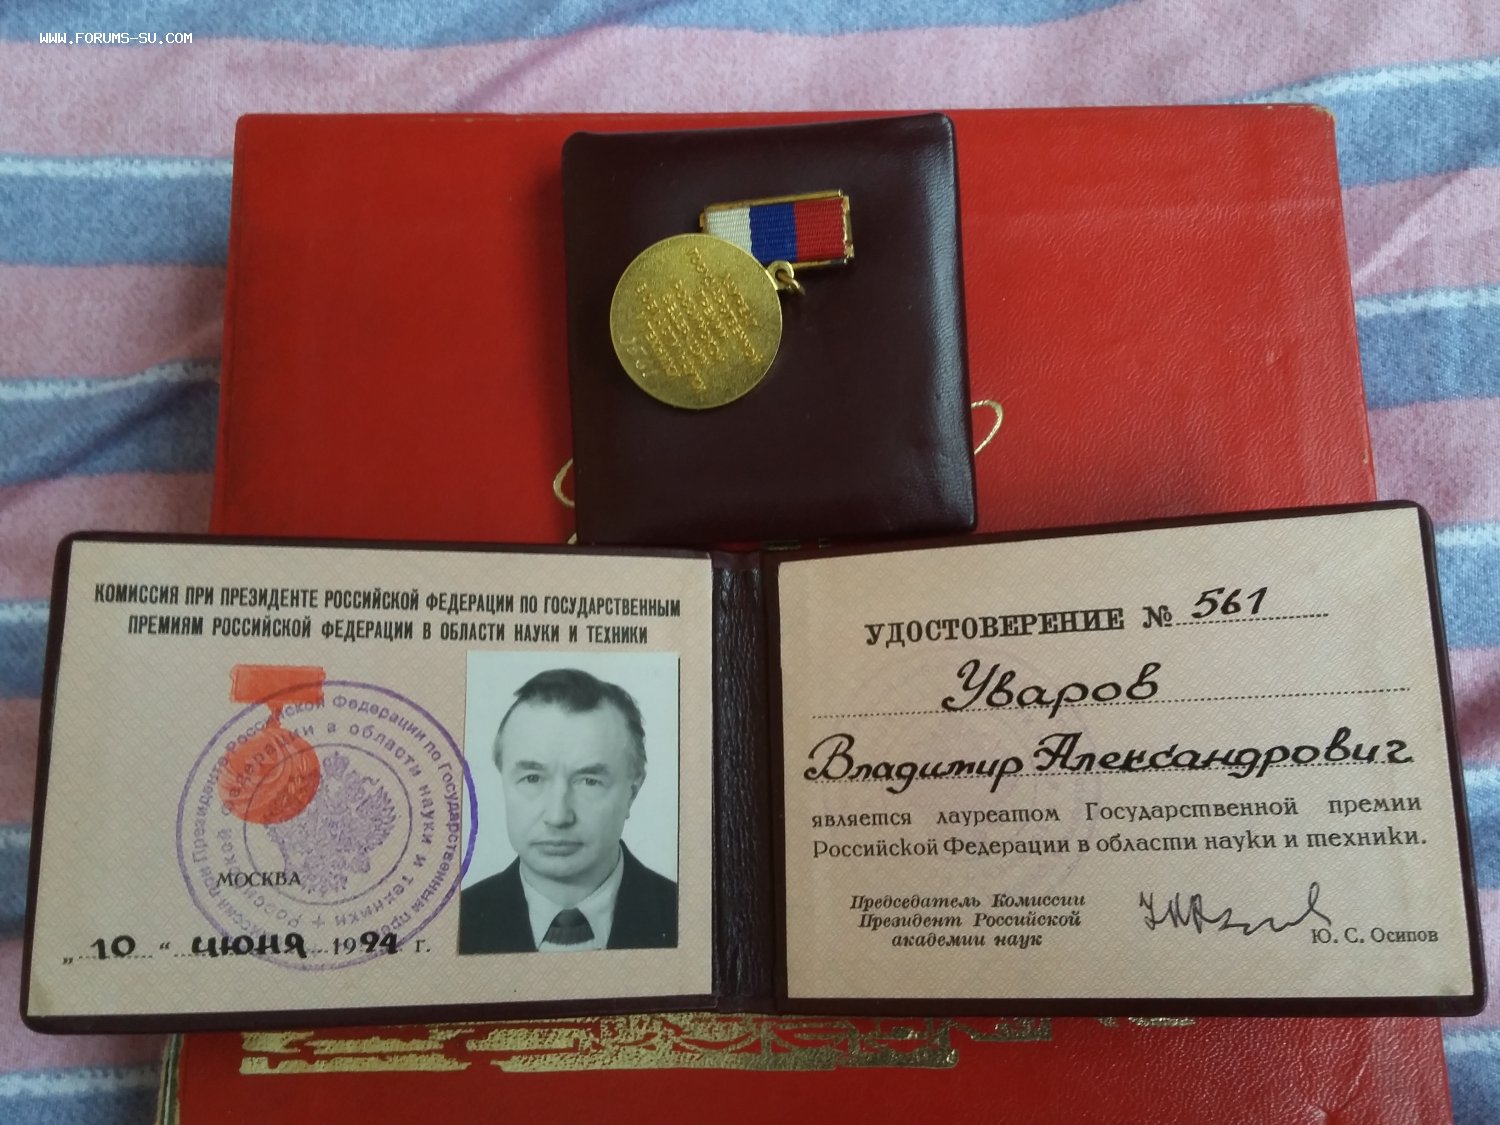 WWW.FORUMS-SU.COM
КОМИССИЯ ПРИ ПРЕЗИДЕНТЕ РОССИЙСКОЙ ФЕДЕРАЦИИ ПО ГОСУДАРСТВЕННЫМ
ПРЕМИЯМ РОССИЙСКОЙ ФЕДЕРАЦИИ В ОБЛАСТИ НАУКИ И ТЕХНИКИ
МОСКВА
„ 10 “ июня 1994 г.
УДОСТОВЕРЕНИЕ № 561
Уваров
Владимир Александрович
является лауреатом Государственной премии
Российской Федерации в области науки и техники.
Председатель Комиссии
Президент Российской
академии наук
Ю. С. Осипов